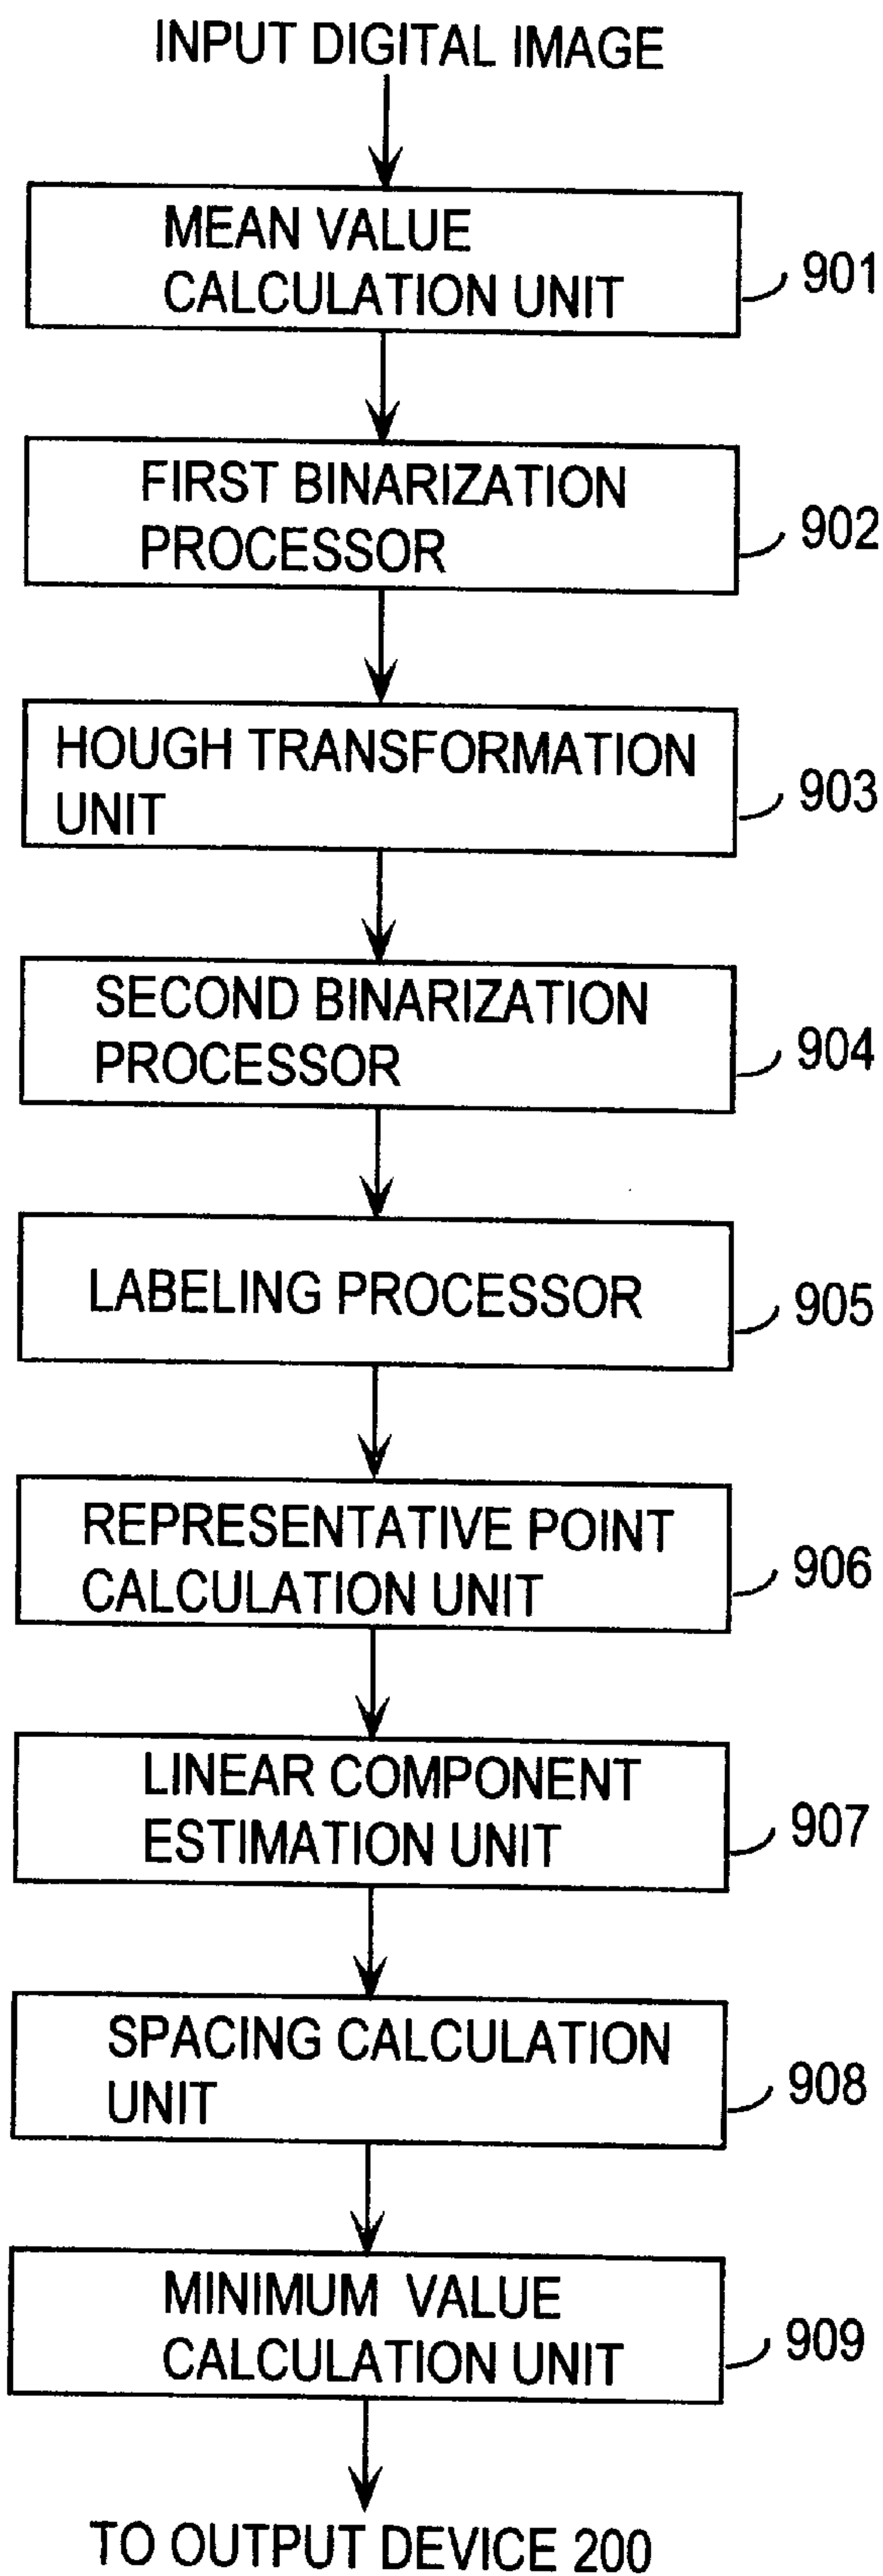 INPUT DIGITAL IMAGE
MEAN VALUE
CALCULATION UNIT
901
FIRST BINARIZATION
PROCESSOR
902
HOUGH TRANSFORMATION
UNIT
903
SECOND BINARIZATION
PROCESSOR
904
LABELING PROCESSOR
905
REPRESENTATIVE POINT
CALCULATION UNIT
906
LINEAR COMPONENT
ESTIMATION UNIT
907
SPACING CALCULATION
UNIT
908
MINIMUM VALUE
CALCULATION UNIT
909
TO OUTPUT DEVICE 200